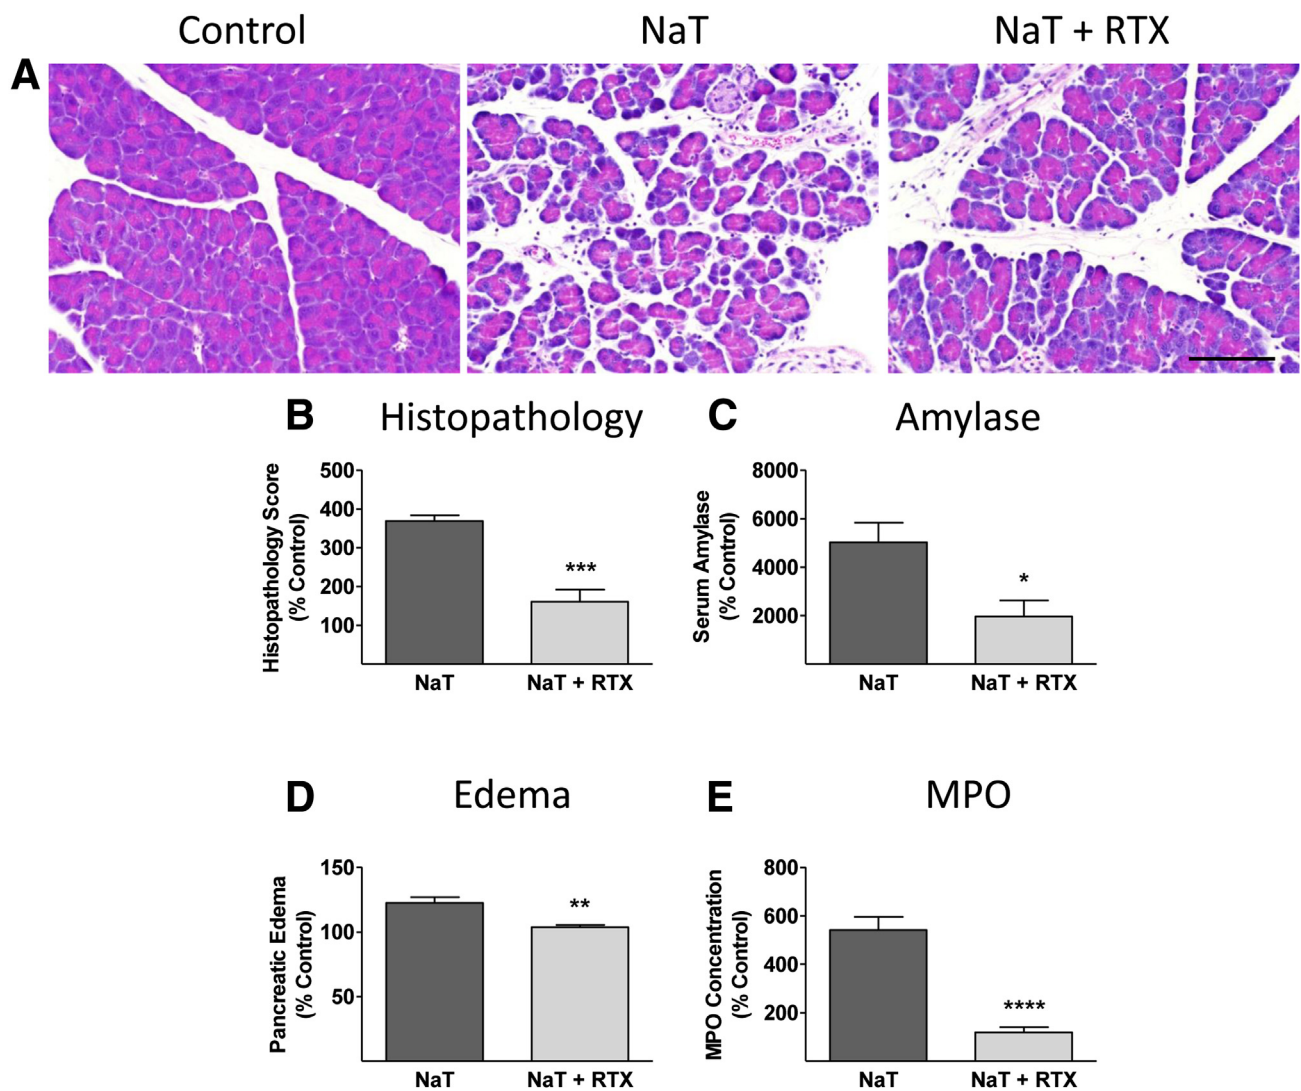 Control NaT NaT + RTX
A
B Histopathology
Histopathology Score
(% Control)
500
400
300
200
100
***
NaT NaT + RTX
C Amylase
Serum Amylase
(% Control)
8000
6000
4000
2000
*
NaT NaT + RTX
D Edema
Pancreatic Edema
(% Control)
150
100
50
**
NaT NaT + RTX
E MPO
MPO Concentration
(% Control)
800
600
400
200
****
NaT NaT + RTX